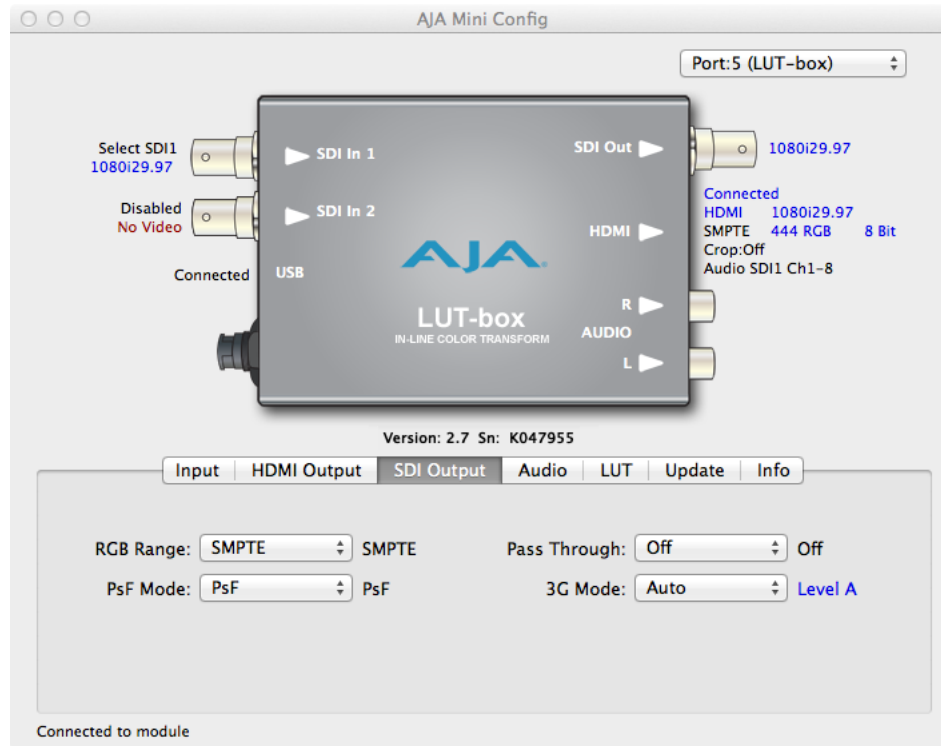 AJA Mini Config
Port:5 (LUT-box)
Select SDI1
1080i29.97
SDI In 1
SDI Out
1080i29.97
Disabled
No Video
SDI In 2
HDMI
Connected
HDMI 1080i29.97
SMPTE 444 RGB 8 Bit
Crop:Off
Audio SDI1 Ch1-8
Connected
USB
AJA
LUT-box
IN-LINE COLOR TRANSFORM
R
AUDIO
L
Version: 2.7 Sn: K047955
Input HDMI Output SDI Output Audio LUT Update Info
RGB Range: SMPTE SMPTE Pass Through: Off Off
PsF Mode: PsF PsF 3G Mode: Auto Level A
Connected to module